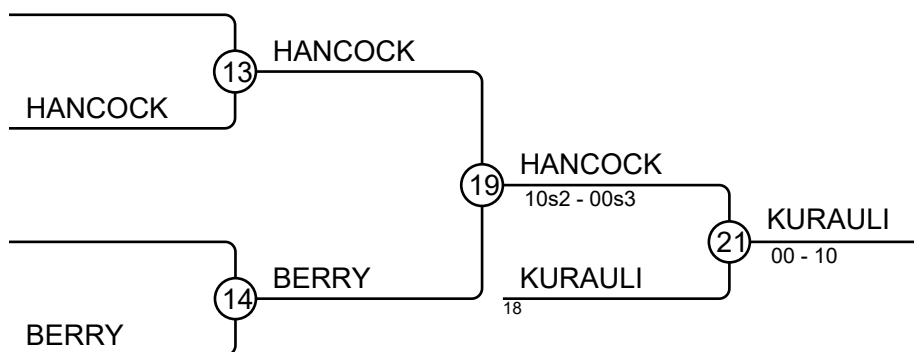 HANCOCK
13
HANCOCK
HANCOCK
19
10s2 - 00s3
KURAULI
21
00 - 10
BERRY
KURAULI
14
18
BERRY